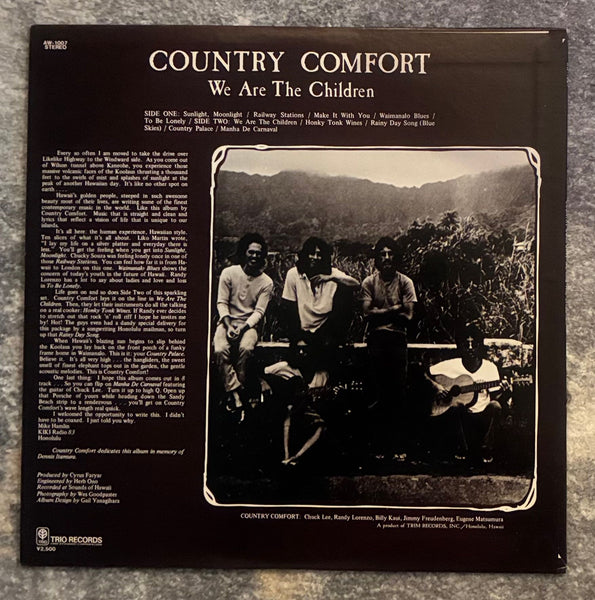 AW-1007
STEREO
COUNTRY COMFORT
We Are The Children
SIDE ONE: Sunlight, Moonlight / Railway Stations / Make It With You / Waimanalo Blues /
To Be Lonely / SIDE TWO: We Are The Children / Honky Tonk Wines / Rainy Day Song (Blue
Skies) / Country Palace / Manha De Carnaval
Every so often I am moved to take the drive over
Likelike Highway to the Windward side. As you come out
of Wilson tunnel above Kaneohe, you experience those
massive volcanic faces of the Koolaus thrusting a thousand
feet to the swirls of mist and splashes of sunlight at the
peak of another Hawaiian day. It's like no other spot on
earth . . .
Hawaii's golden people, steeped in such awesome
beauty most of their lives, are writing some of the finest
contemporary music in the world. Like this album by
Country Comfort. Music that is straight and clean and
lyrics that reflect a vision of life that is unique to our
islands.
It's all here: the human experience, Hawaiian style.
Ten slices of what it's all about. Liko Martin wrote,
"I lay my life on a silver platter and everyday there is
less." You'll get the feeling when you get into Sunlight,
Moonlight. Chucky Souza was feeling lonely once in one of
those Railway Stations. You can feel how far it is from Ha-
waii to London on this one. Waimanalo Blues shows the
concern of today's youth in the future of Hawaii. Randy
Lorenzo has a lot to say about ladies and love and loss
in To Be Lonely.
Life goes on and so does Side Two of this sparkling
set. Country Comfort lays it on the line in We Are The
Children. Then, they let their instruments do all the talking
on a real cooker: Honky Tonk Wines. If Randy ever decides
to stretch out that rock 'n' roll riff I hope he invites me
by! Hot! The guys even had a dandy special delivery for
this package by a songwriting Honolulu mailman, so turn
up that Rainy Day Song.
When Hawaii's blazing sun begins to slip behind
the Koolaus you lay back on the front porch of a funky
frame home in Waimanalo. This is it: your Country Palace.
Believe it. It's all very high . . . the hangliders, the sweet
smell of finest elephant tops out in the garden, the gentle
acoustic melodies. This is Country Comfort!
One last thing: I hope this album comes out in 8
track . . . So you can flip on Manha De Carnaval featuring
the guitar of Chuck Lee. Turn it up to high Q. Open up
that Porsche of yours while heading down the Sandy
Beach strip to a rendezvous . . . you'll get on Country
Comfort's wave length real quick.
I welcomed the opportunity to write this. I didn't
have to be coaxed. I just told you why.
Mike Hamlin
KIKI Radio 83
Honolulu
Country Comfort dedicates this album in memory of
Dennis Itamura.
Produced by Cyrus Faryar
Engineered by Herb Ono
Recorded at Sounds of Hawaii
Photography by Wes Goodpaster
Album Design by Gail Yanagihara
COUNTRY COMFORT: Chuck Lee, Randy Lorenzo, Billy Kaui, Jimmy Freudenberg, Eugene Matsumura
A product of TRIM RECORDS, INC./Honolulu, Hawaii
TRIO
TRIO RECORDS
¥2,500